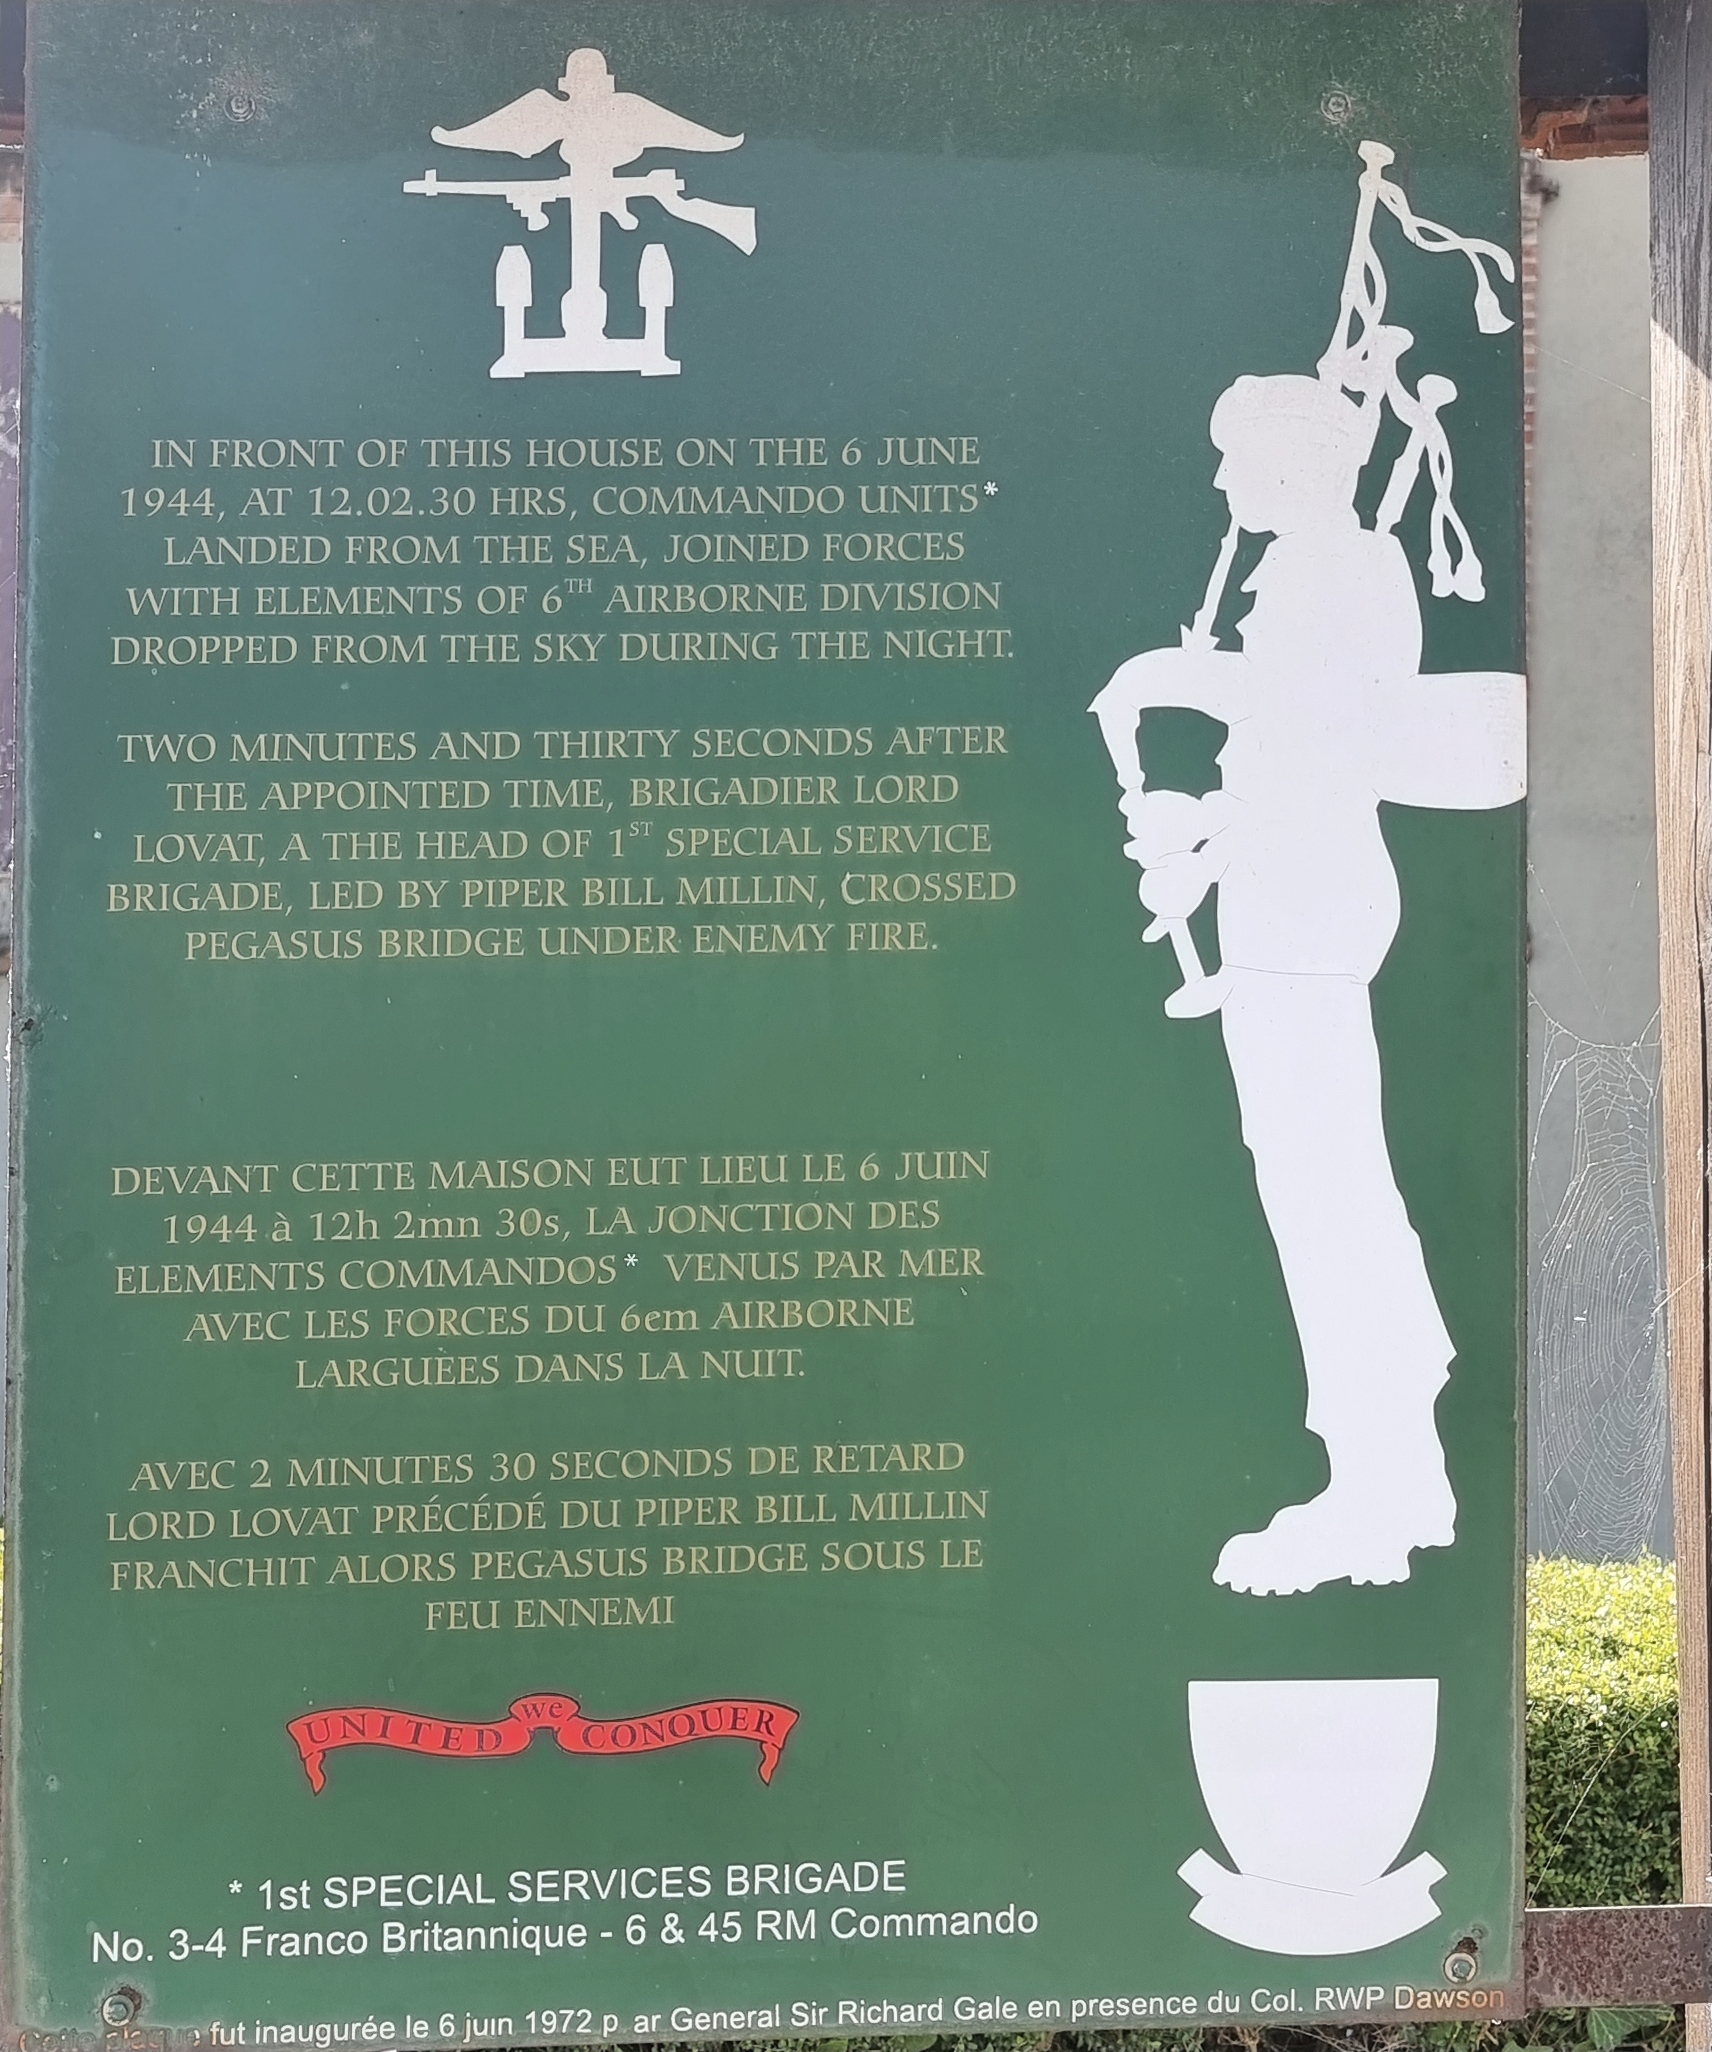 IN FRONT OF THIS HOUSE ON THE 6 JUNE
1944, AT 12.02.30 HRS, COMMANDO UNITS*
LANDED FROM THE SEA, JOINED FORCES
WITH ELEMENTS OF 6TH AIRBORNE DIVISION
DROPPED FROM THE SKY DURING THE NIGHT.
TWO MINUTES AND THIRTY SECONDS AFTER
THE APPOINTED TIME, BRIGADIER LORD
LOVAT, A THE HEAD OF 1ST SPECIAL SERVICE
BRIGADE, LED BY PIPER BILL MILLIN, CROSSED
PEGASUS BRIDGE UNDER ENEMY FIRE.
DEVANT CETTE MAISON EUT LIEU LE 6 JUIN
1944 à 12h 2mn 30s, LA JONCTION DES
ELEMENTS COMMANDOS* VENUS PAR MER
AVEC LES FORCES DU 6em AIRBORNE
LARGUÈES DANS LA NUIT.
AVEC 2 MINUTES 30 SECONDS DE RETARD
LORD LOVAT PRÉCÉDÉ DU PIPER BILL MILLIN
FRANCHIT ALORS PEGASUS BRIDGE SOUS LE
FEU ENNEMI
UNITED we CONQUER
* 1st SPECIAL SERVICES BRIGADE
No. 3-4 Franco Britannique - 6 & 45 RM Commando
Cette plaque, fut inaugurée le 6 juin 1972 p ar General Sir Richard Gale en presence du Col. RWP Dawson